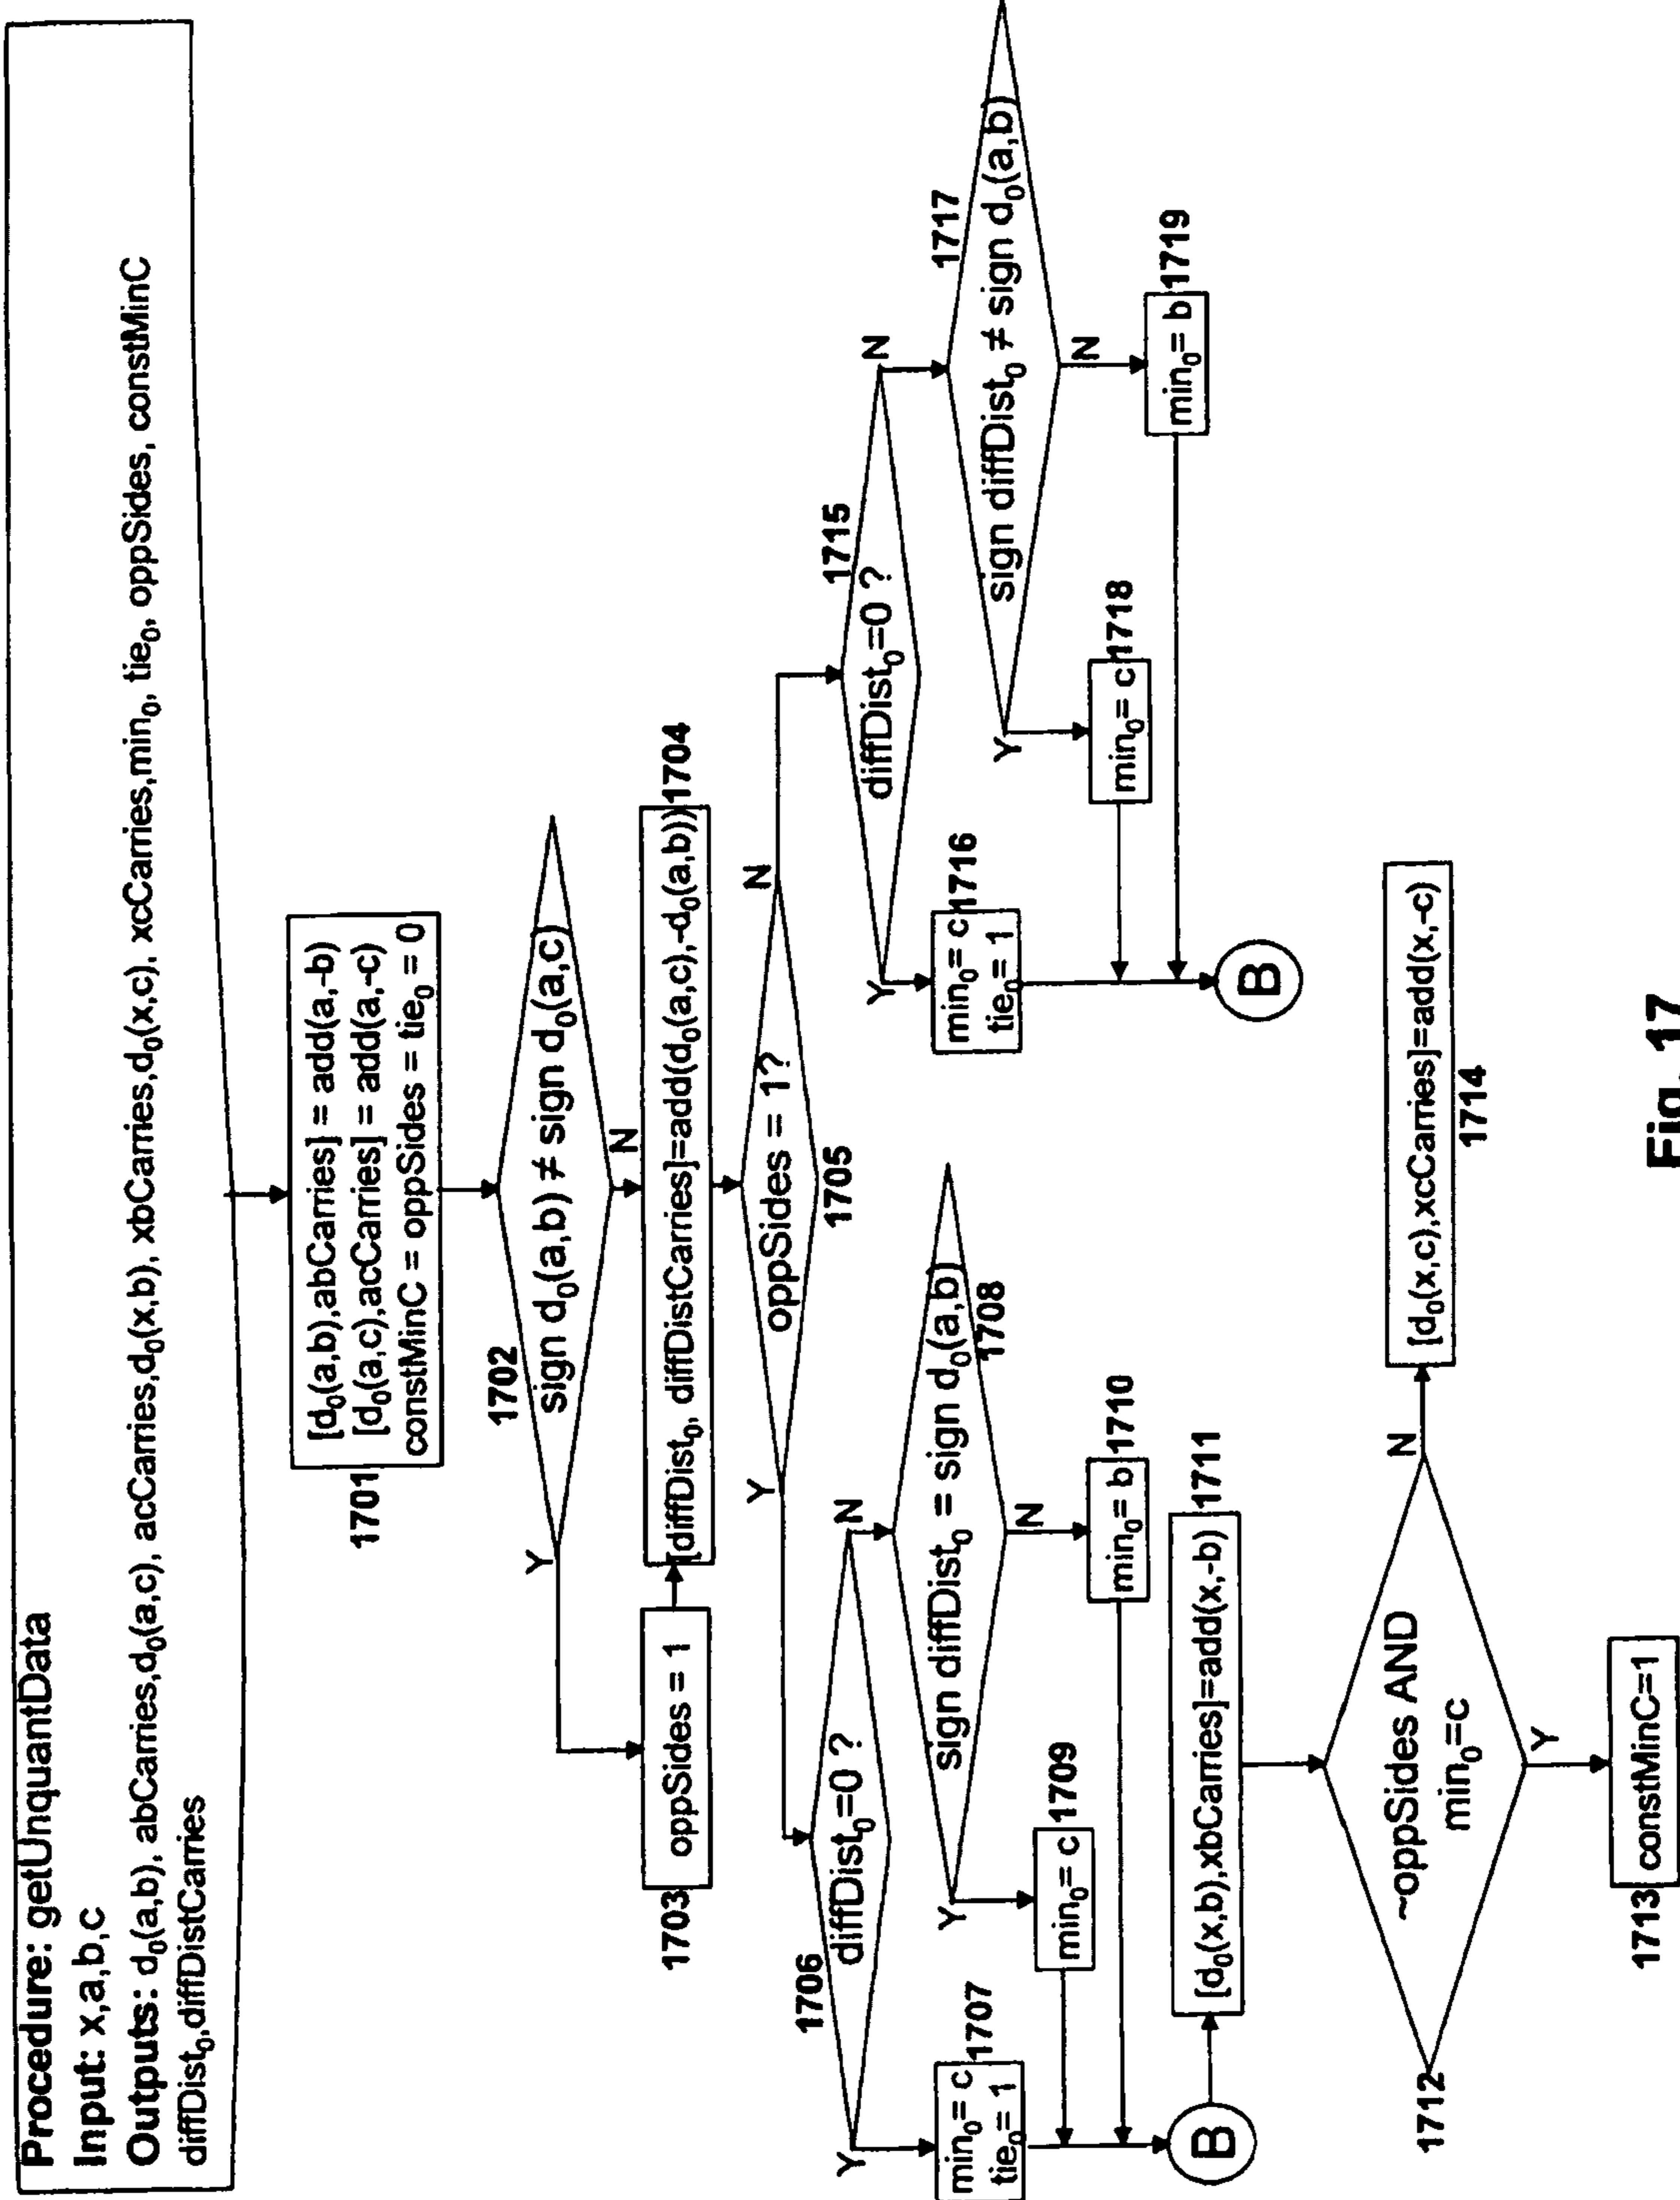 Procedure: getUnquantData
Input: x,a,b,c
Outputs: d₀(a,b), abCarries,d₀(a,c), acCarries,d₀(x,b), xbCarries,d₀(x,c), xcCarries,min₀, tie₀, oppSides, constMinC
diffDist₀,diffDistCarries
[d₀(a,b),abCarries] = add(a,-b)
[d₀(a,c),acCarries] = add(a,-c)
constMinC = oppSides = tie₀ = 0
1701
1702
sign d₀(a,b) ≠ sign d₀(a,c)
Y
N
1703
oppSides = 1
[diffDist₀, diffDistCarries]=add(d₀(a,c),-d₀(a,b))
1704
oppSides = 1?
1705
Y
N
1706
diffDist₀=0 ?
Y
N
min₀= c
tie₀= 1
1707
sign diffDist₀ = sign d₀(a,b)
1708
Y
N
min₀= c
1709
min₀= b
1710
1715
diffDist₀=0 ?
Y
N
min₀= c
tie₀= 1
1716
1717
sign diffDist₀ ≠ sign d₀(a,b)
Y
N
min₀= c
1718
min₀= b
1719
B
B
[d₀(x,b),xbCarries]=add(x,-b)
1711
1712
~oppSides AND
min₀=c
N
Y
1713
constMinC=1
[d₀(x,c),xcCarries]=add(x,-c)
1714
Fig. 17